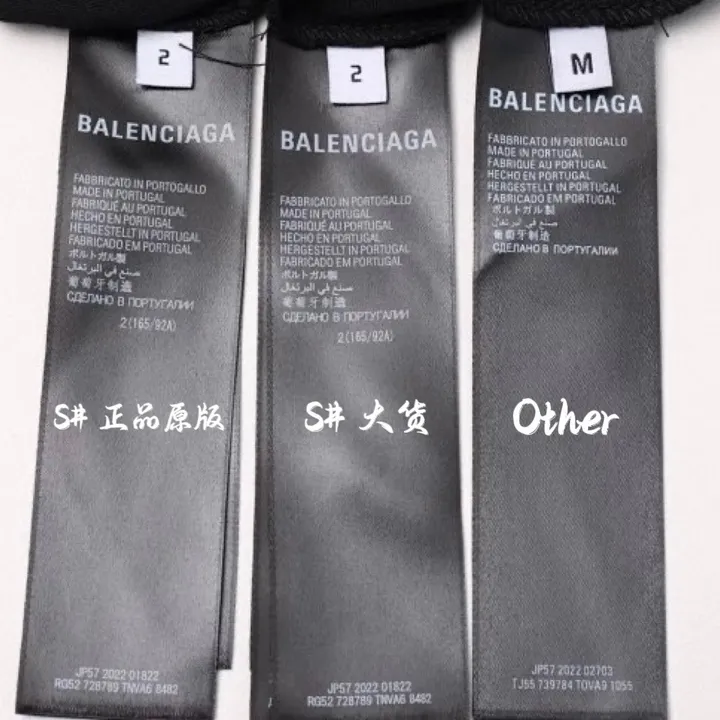 2
BALENCIAGA
FABBRICATO IN PORTOGALLO
MADE IN PORTUGAL
FABRIQUÉ AU PORTUGAL
HECHO EN PORTUGAL
HERGESTELLT IN PORTUGAL
FABRICADO EM PORTUGAL
ポルトガル製
صنع في البرتغال
葡萄牙制造
СДЕЛАНО В ПОРТУГАЛИИ
2(165/92A)
S# 正品原版
JP57 2022 01822
RG52 728789 TNVA6 8482
2
BALENCIAGA
FABBRICATO IN PORTOGALLO
MADE IN PORTUGAL
FABRIQUÉ AU PORTUGAL
HECHO EN PORTUGAL
HERGESTELLT IN PORTUGAL
FABRICADO EM PORTUGAL
ポルトガル製
صنع في البرتغال
葡萄牙制造
СДЕЛАНО В ПОРТУГАЛИИ
2(165/92A)
S# 大货
JP57 2022 01822
RG52 728789 TNVA6 8482
M
BALENCIAGA
FABBRICATO IN PORTOGALLO
MADE IN PORTUGAL
FABRIQUE AU PORTUGAL
HECHO EN PORTUGAL
HERGESTELLT IN PORTUGAL
FABRICADO EM PORTUGAL
ポルトガル製
صنع في البرتغال
葡萄牙制造
СДЕЛАНО В ПОРТУГАЛИИ
Other
JP57 2022 02703
TJ55 739784 TOVA9 1055